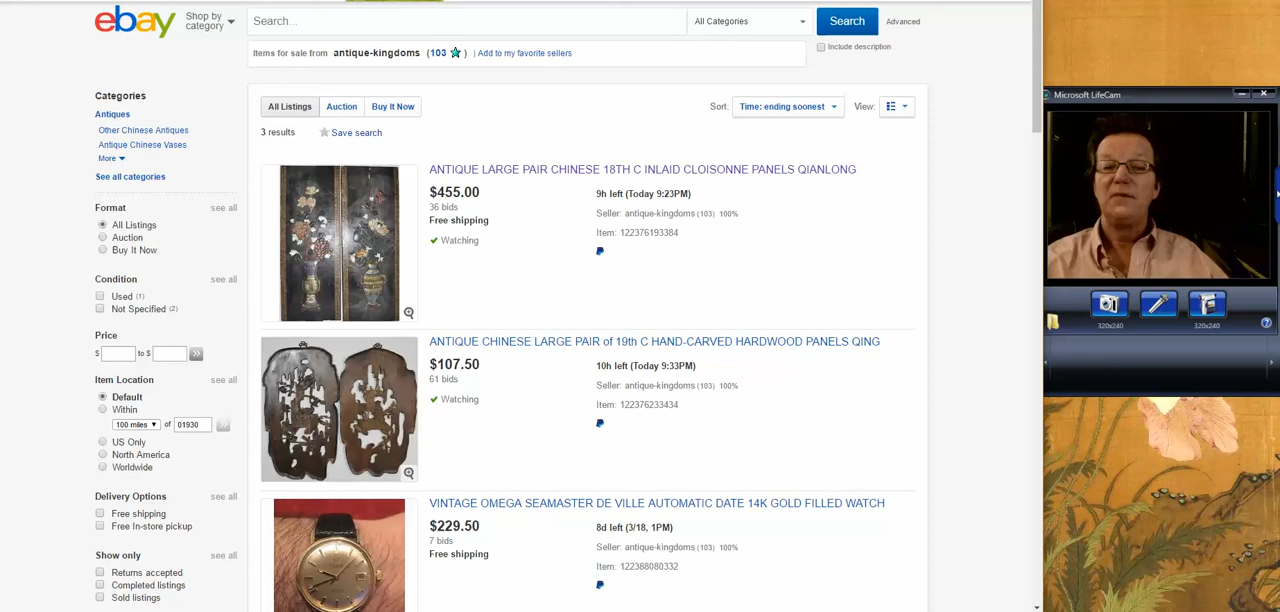 ebay
Shop by
category
Search...
All Categories
Search
Advanced
Items for sale from antique-kingdoms (103 ) | Add to my favorite sellers
Include description
Categories
Antiques
Other Chinese Antiques
Antique Chinese Vases
More
See all categories
Format see all
All Listings
Auction
Buy It Now
Condition see all
Used (1)
Not Specified (2)
Price
$ to $
Item Location see all
Default
Within
100 miles of 01930
US Only
North America
Worldwide
Delivery Options see all
Free shipping
Free In-store pickup
Show only see all
Returns accepted
Completed listings
Sold listings
All Listings Auction Buy It Now
Sort: Time: ending soonest View:
3 results Save search
ANTIQUE LARGE PAIR CHINESE 18TH C INLAID CLOISONNE PANELS QIANLONG
$455.00 9h left (Today 9:23PM)
36 bids Seller: antique-kingdoms (103) 100%
Free shipping
Item: 122376193384
Watching
ANTIQUE CHINESE LARGE PAIR of 19th C HAND-CARVED HARDWOOD PANELS QING
$107.50 10h left (Today 9:33PM)
61 bids Seller: antique-kingdoms (103) 100%
Watching
Item: 122376233434
VINTAGE OMEGA SEAMASTER DE VILLE AUTOMATIC DATE 14K GOLD FILLED WATCH
$229.50 8d left (3/18, 1PM)
7 bids Seller: antique-kingdoms (103) 100%
Free shipping
Item: 122388080332
Microsoft LifeCam
320x240
320x240